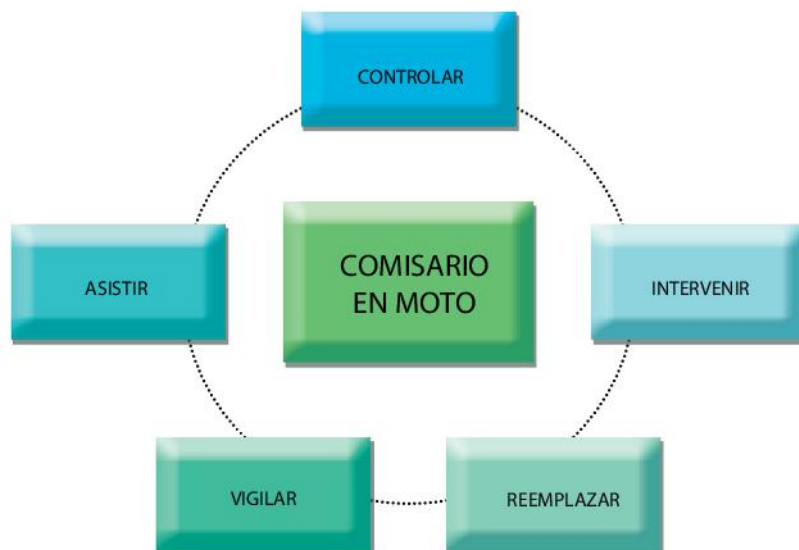 CONTROLAR
ASISTIR
COMISARIO
EN MOTO
INTERVENIR
VIGILAR
REEMPLAZAR